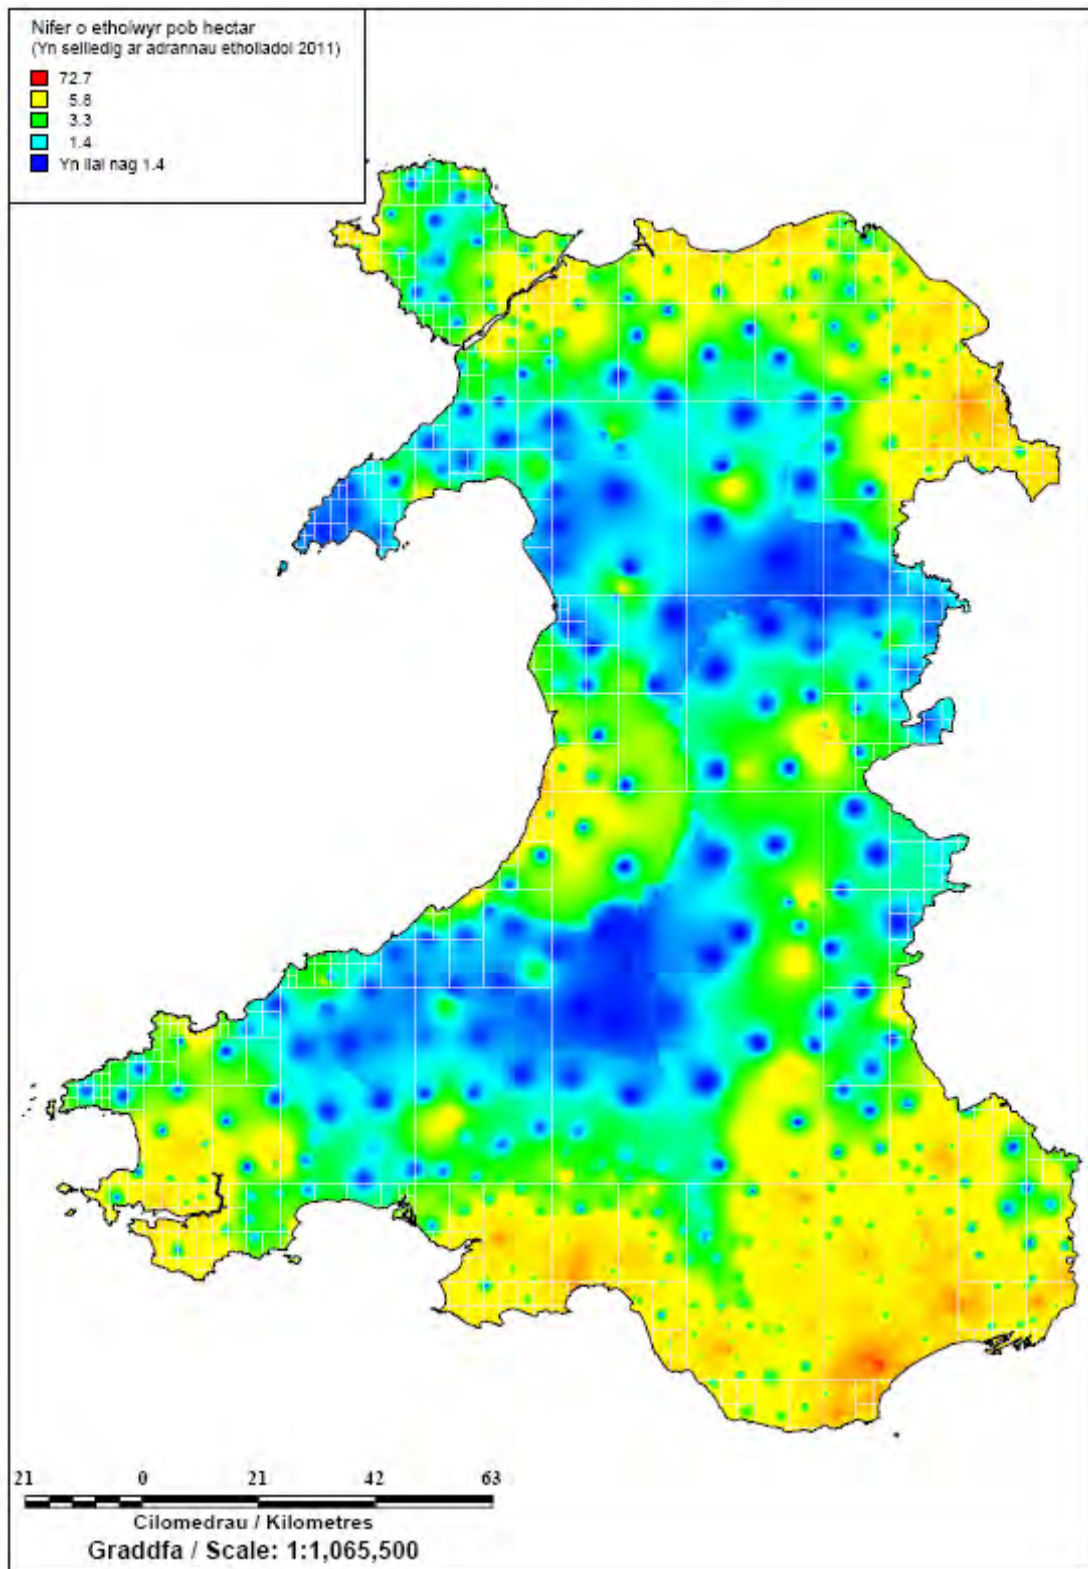 Nifer o etholwyr pob hectar
(Yn seiliedig ar adrannau etholiadol 2011)
72.7
5.8
3.3
1.4
Yn llai nag 1.4
21 0 21 42 63
Cilomedrau / Kilometres
Graddfa / Scale: 1:1,065,500